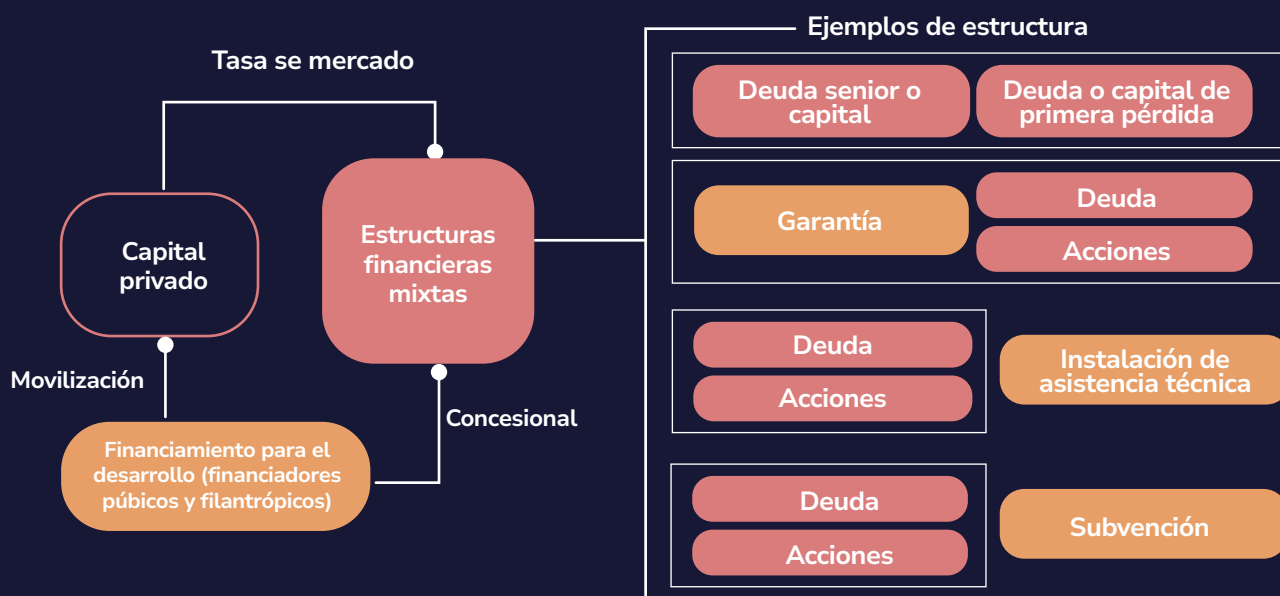 Tasa se mercado
Capital
privado
Estructuras
financieras
mixtas
Movilización
Concesional
Financiamiento para el
desarrollo (financiadores
púbicos y filantrópicos)
Ejemplos de estructura
Deuda senior o
capital
Deuda o capital de
primera pérdida
Garantía
Deuda
Acciones
Deuda
Acciones
Instalación de
asistencia técnica
Deuda
Acciones
Subvención